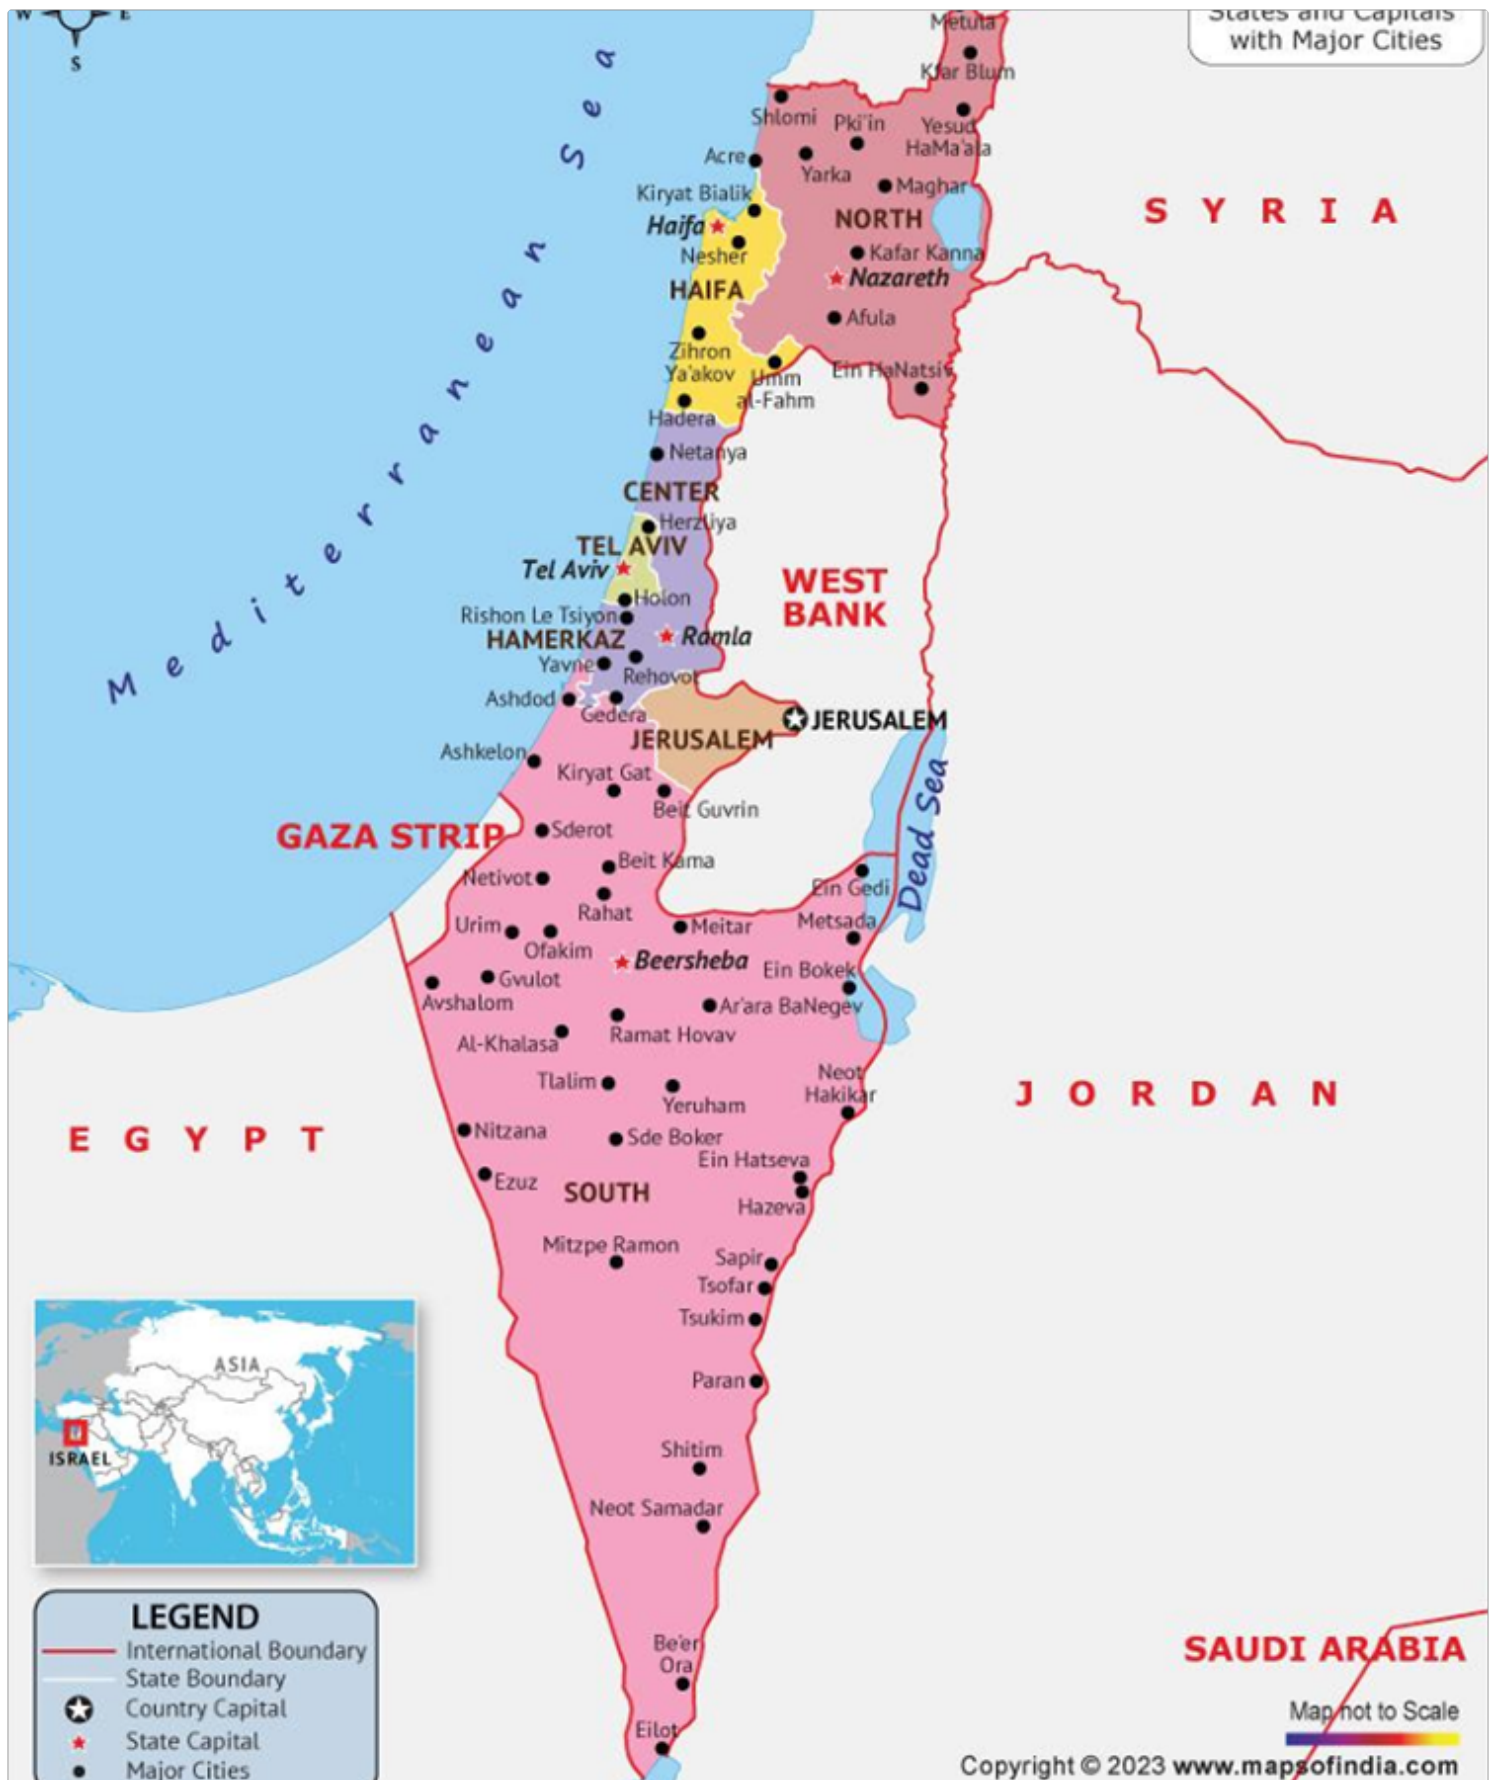 W
E
S
States and Capitals
with Major Cities
Metula
Kfar Blum
Shlomi
Pki'in
Yesud
HaMa'ala
Acre
Yarka
Maghar
Kiryat Bialik
NORTH
Haifa
Nesher
Kafar Kanna
Nazareth
HAIFA
Afula
Zihron
Ya'akov
Umm
al-Fahm
Ein HaNatsiv
Hadera
Netanya
CENTER
Herzliya
TEL AVIV
Tel Aviv
Holon
Rishon Le Tsiyon
HAMERKAZ
Ramla
Yavne
Rehovot
Ashdod
Gedera
JERUSALEM
JERUSALEM
Ashkelon
Kiryat Gat
Beit Guvrin
GAZA STRIP
Sderot
Beit Kama
Netivot
Ein Gedi
Rahat
Urim
Ofakim
Meitar
Metsada
Beersheba
Ein Bokek
Gvulot
Avshalom
Ar'ara BaNegev
Ramat Hovav
Al-Khalasa
Tlalim
Yeruham
Neot
Hakikar
Nitzana
Sde Boker
Ein Hatseva
Ezuz
SOUTH
Hazeva
Mitzpe Ramon
Sapir
Tsofar
Tsukim
Paran
Shitim
Neot Samadar
Be'er
Ora
Eilot
Mediterranean Sea
SYRIA
WEST
BANK
Dead Sea
JORDAN
EGYPT
SAUDI ARABIA
ASIA
ISRAEL
LEGEND
International Boundary
State Boundary
Country Capital
State Capital
Major Cities
Map not to Scale
Copyright © 2023 www.mapsofindia.com